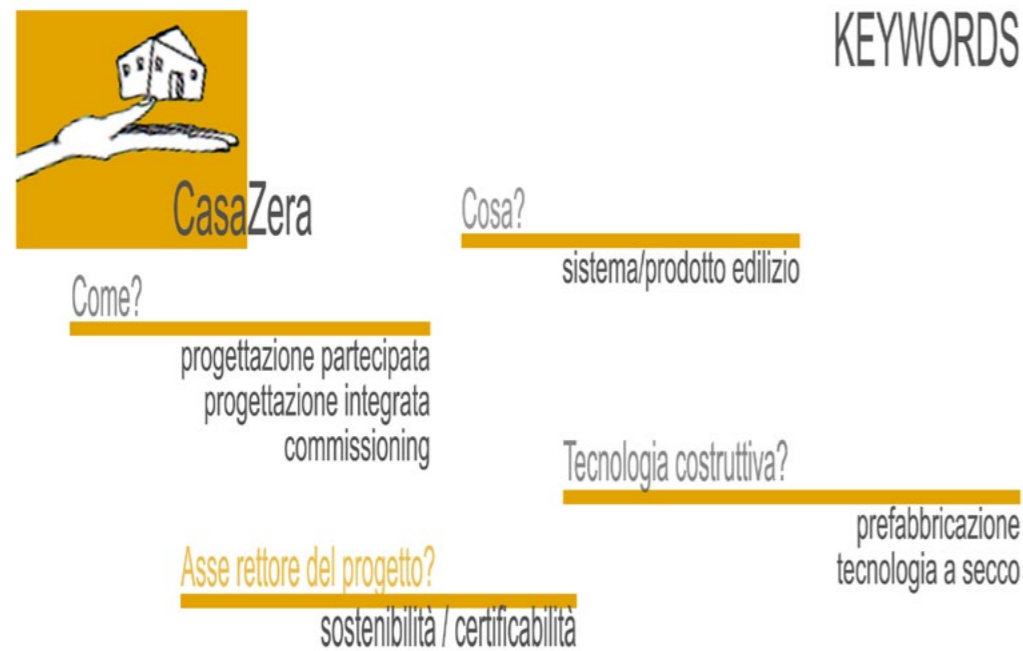 KEYWORDS
CasaZera
Cosa?
sistema/prodotto edilizio
Come?
progettazione partecipata
progettazione integrata
commissioning
Tecnologia costruttiva?
prefabbricazione
tecnologia a secco
Asse rettore del progetto?
sostenibilità / certificabilità